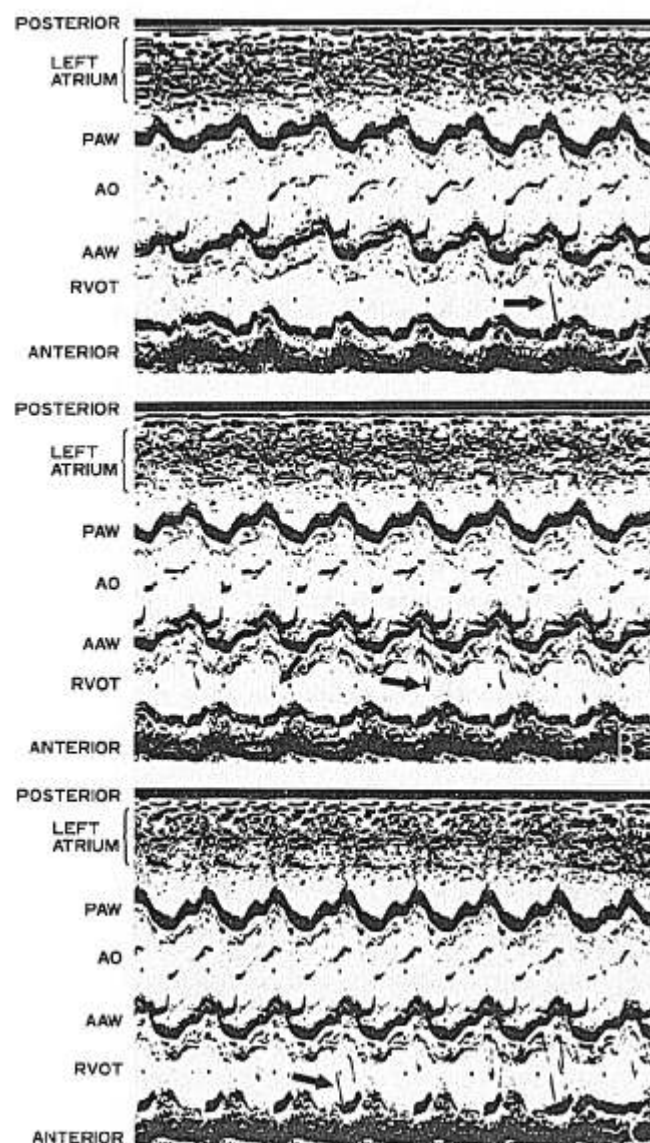 POSTERIOR
LEFT
ATRIUM
PAW
AO
AAW
RVOT
ANTERIOR
A
POSTERIOR
LEFT
ATRIUM
PAW
AO
AAW
RVOT
ANTERIOR
B
POSTERIOR
LEFT
ATRIUM
PAW
AO
AAW
RVOT
ANTERIOR